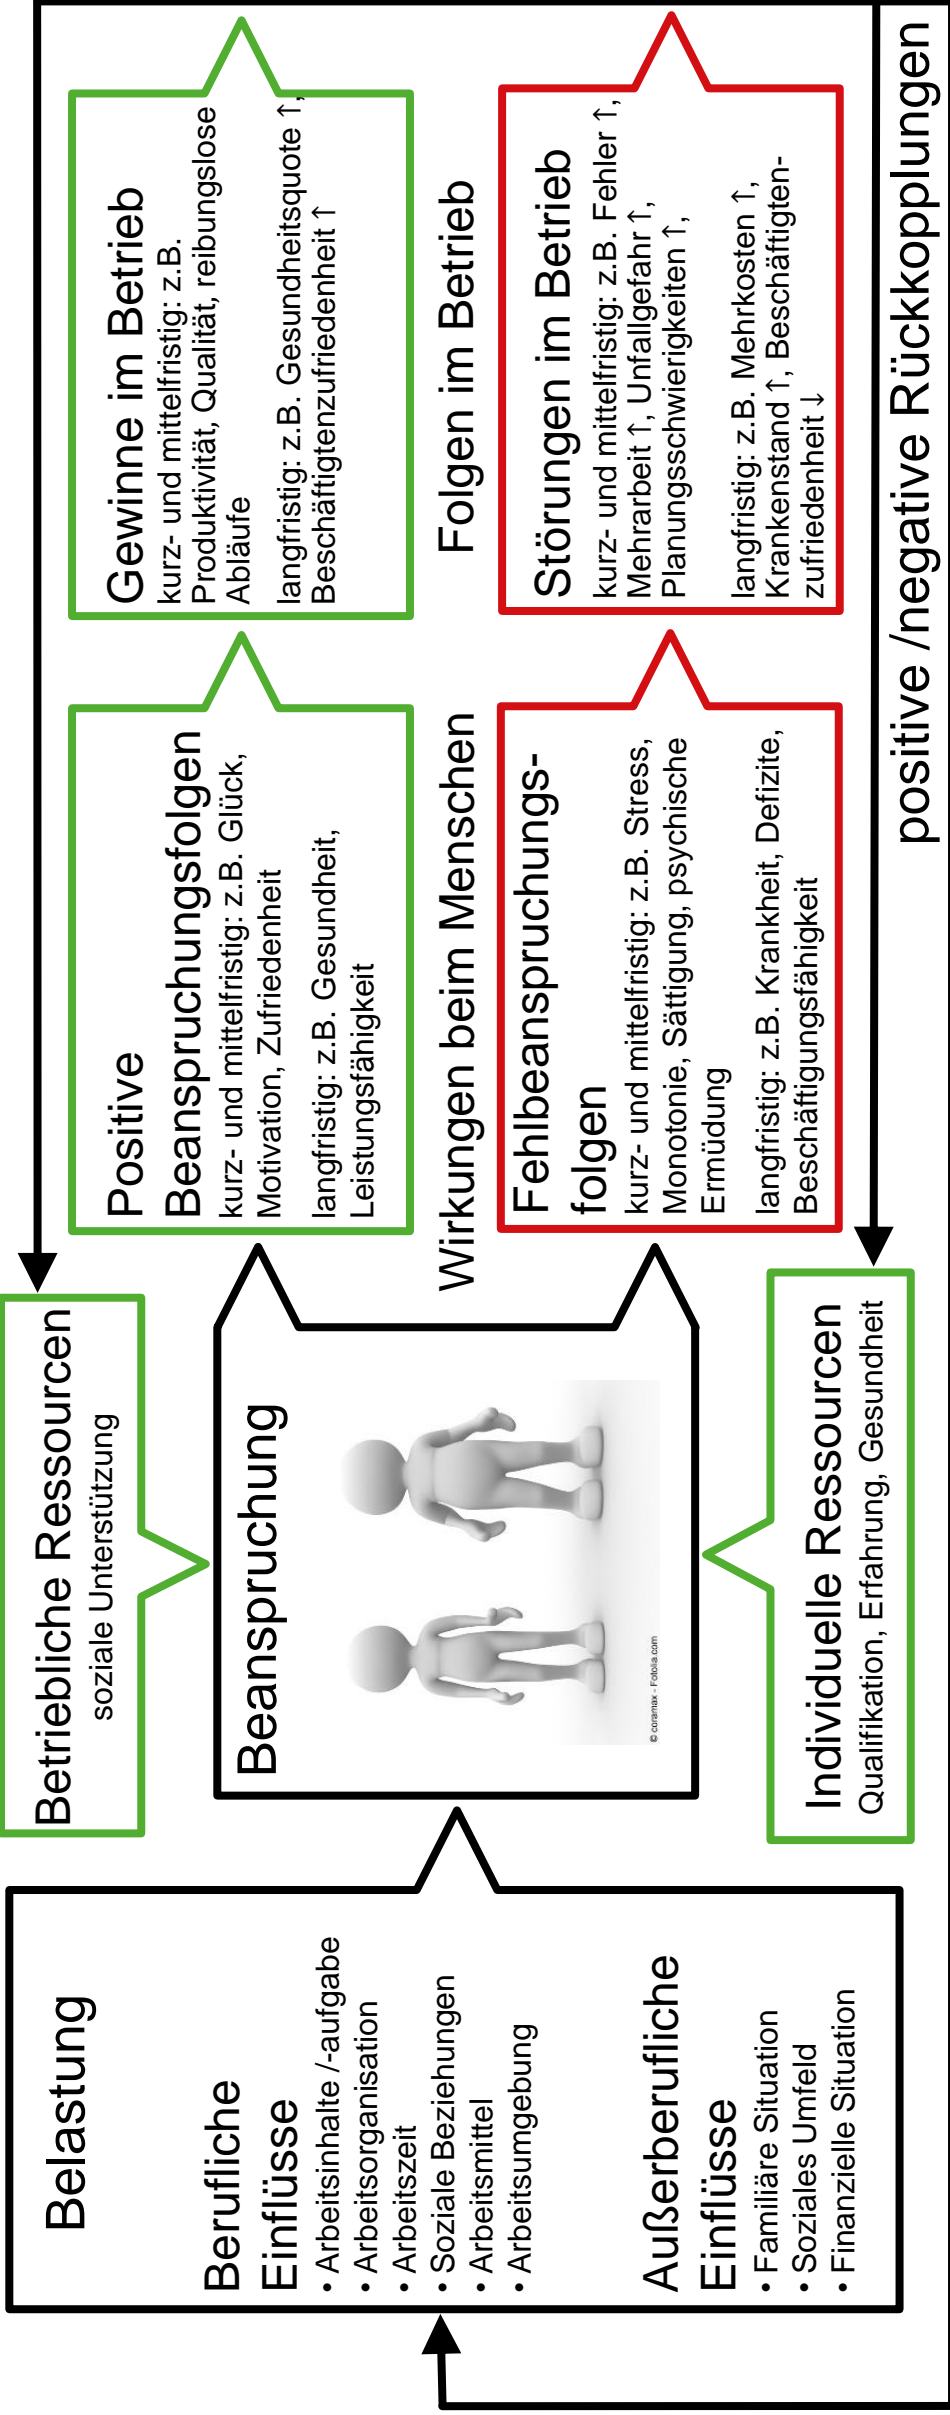 Belastung
Berufliche
Einflüsse
• Arbeitsinhalte /-aufgabe
• Arbeitsorganisation
• Arbeitszeit
• Soziale Beziehungen
• Arbeitsmittel
• Arbeitsumgebung
Außerberufliche
Einflüsse
• Familiäre Situation
• Soziales Umfeld
• Finanzielle Situation
Betriebliche Ressourcen
soziale Unterstützung
Beanspruchung
© coramax - Fotolia.com
Individuelle Ressourcen
Qualifikation, Erfahrung, Gesundheit
Positive
Beanspruchungsfolgen
kurz- und mittelfristig: z.B. Glück,
Motivation, Zufriedenheit
langfristig: z.B. Gesundheit,
Leistungsfähigkeit
Wirkungen beim Menschen
Fehlbeanspruchungs-
folgen
kurz- und mittelfristig: z.B. Stress,
Monotonie, Sättigung, psychische
Ermüdung
langfristig: z.B. Krankheit, Defizite,
Beschäftigungsfähigkeit
Gewinne im Betrieb
kurz- und mittelfristig: z.B.
Produktivität, Qualität, reibungslose
Abläufe
langfristig: z.B. Gesundheitsquote ↑,
Beschäftigtenzufriedenheit ↑
Folgen im Betrieb
Störungen im Betrieb
kurz- und mittelfristig: z.B. Fehler ↑,
Mehrarbeit ↑, Unfallgefahr ↑,
Planungsschwierigkeiten ↑,
langfristig: z.B. Mehrkosten ↑,
Krankenstand ↑, Beschäftigten-
zufriedenheit ↓
positive /negative Rückkopplungen